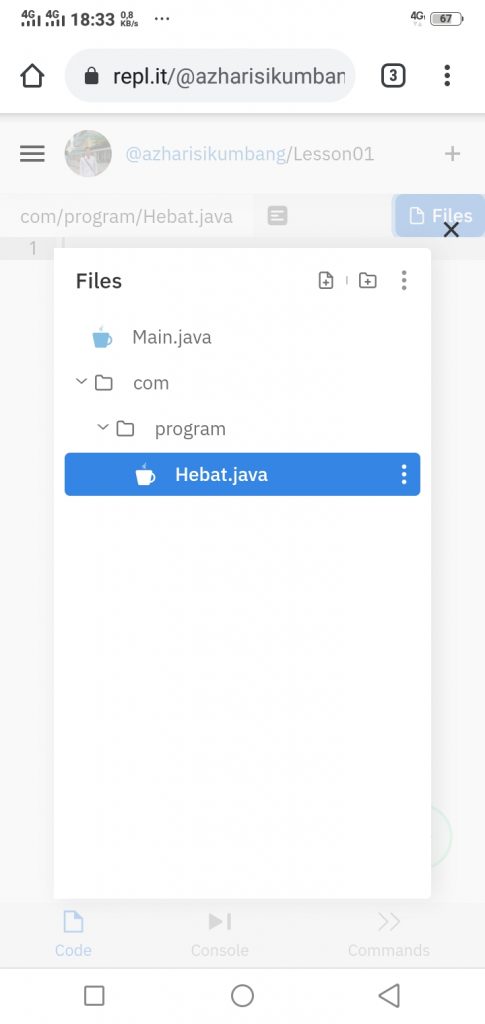 4G 4G 18:33 0,8 KB/s ... 4G 67
repl.it/@azharisikumban 3
@azharisikumbang/Lesson01 +
com/program/Hebat.java Files
1
Files
Main.java
com
program
Hebat.java
Code Console Commands